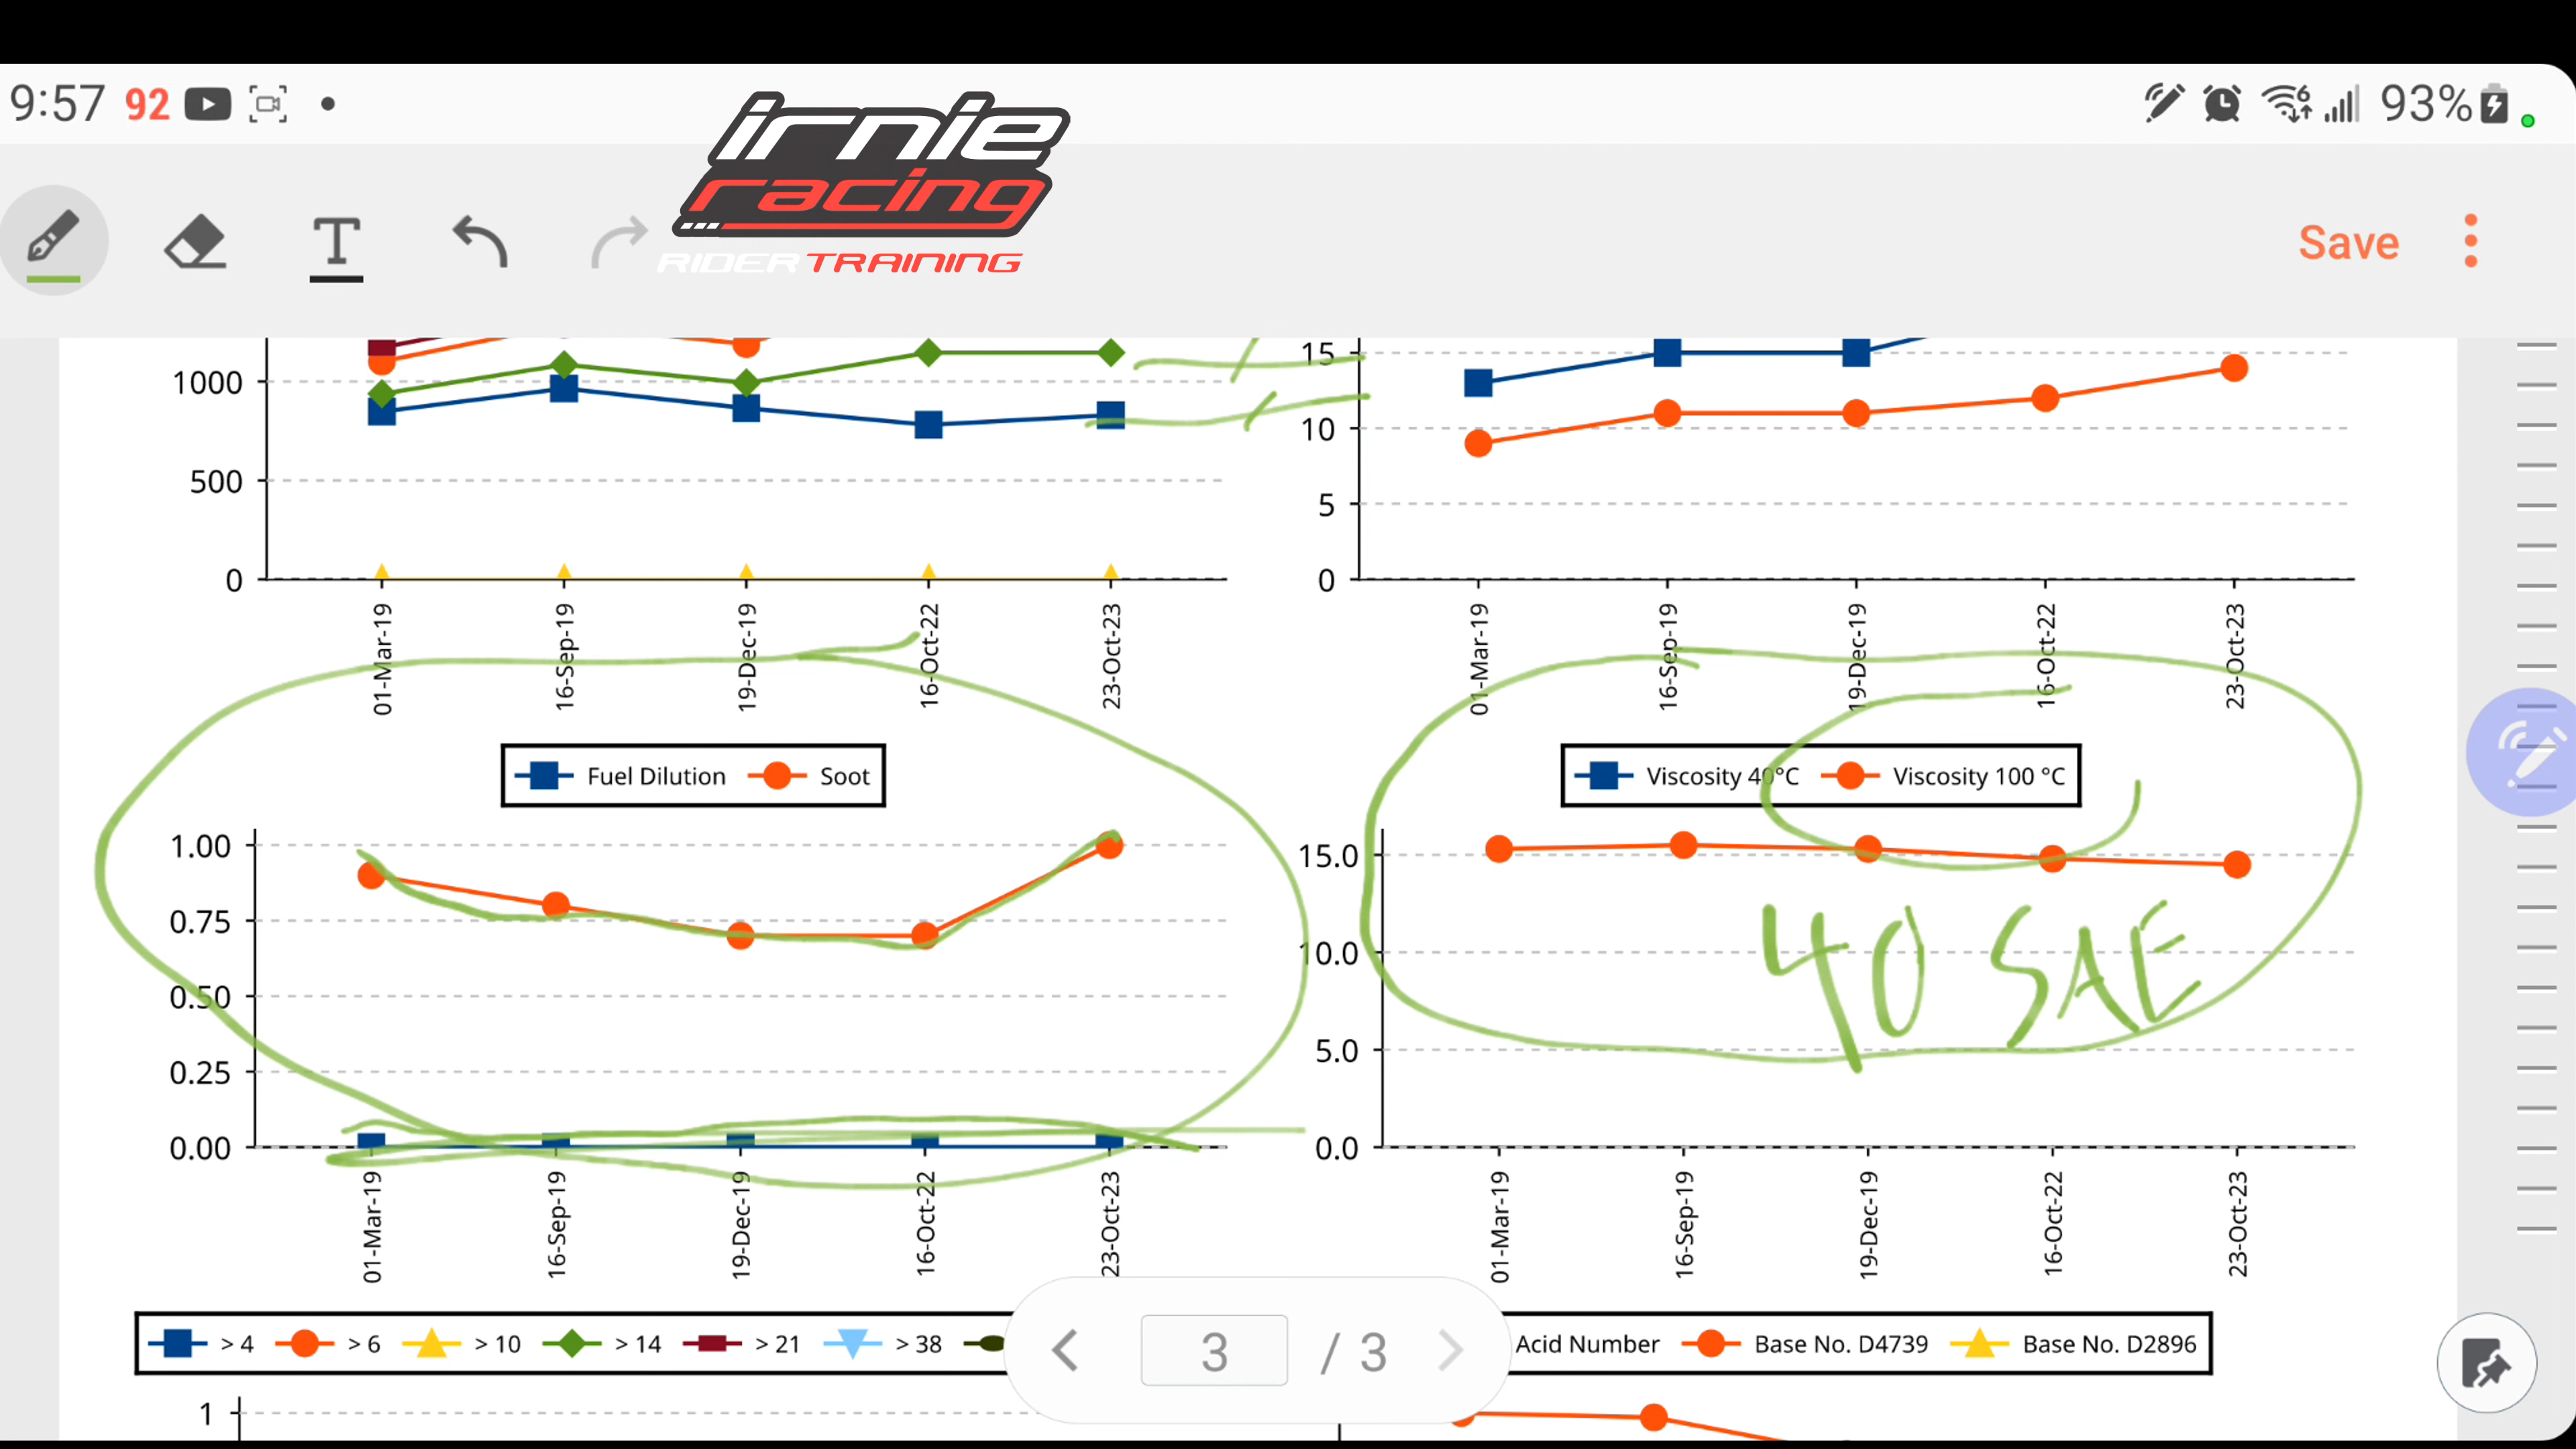 9:57 92 93%
irnie
racing
RIDER TRAINING
T Save
1000
500
0
15
10
5
0
01-Mar-19 16-Sep-19 19-Dec-19 16-Oct-22 23-Oct-23
01-Mar-19 16-Sep-19 19-Dec-19 16-Oct-22 23-Oct-23
Fuel Dilution Soot
1.00
0.75
0.50
0.25
0.00
01-Mar-19 16-Sep-19 19-Dec-19 16-Oct-22 23-Oct-23
Viscosity 40°C Viscosity 100 °C
15.0
10.0
5.0
0.0
40 SAE
01-Mar-19 16-Sep-19 19-Dec-19 16-Oct-22 23-Oct-23
> 4 > 6 > 10 > 14 > 21 > 38
Acid Number Base No. D4739 Base No. D2896
3 / 3
1